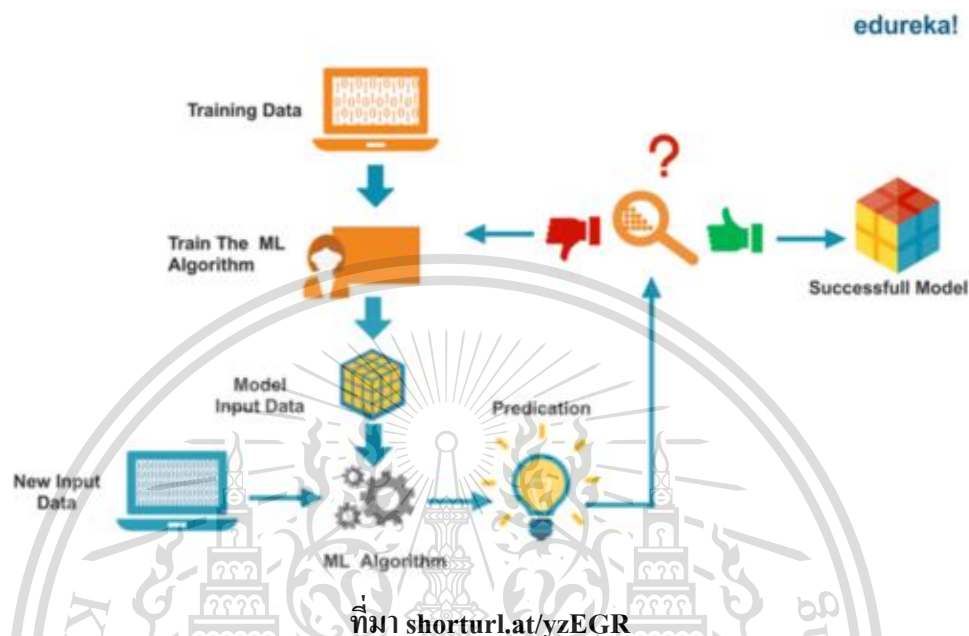 edureka!
Training Data
Train The ML
Algorithm
?
Successfull Model
Model
Input Data
Predication
New Input
Data
ML Algorithm
ที่มา shorturl.at/yzEGR